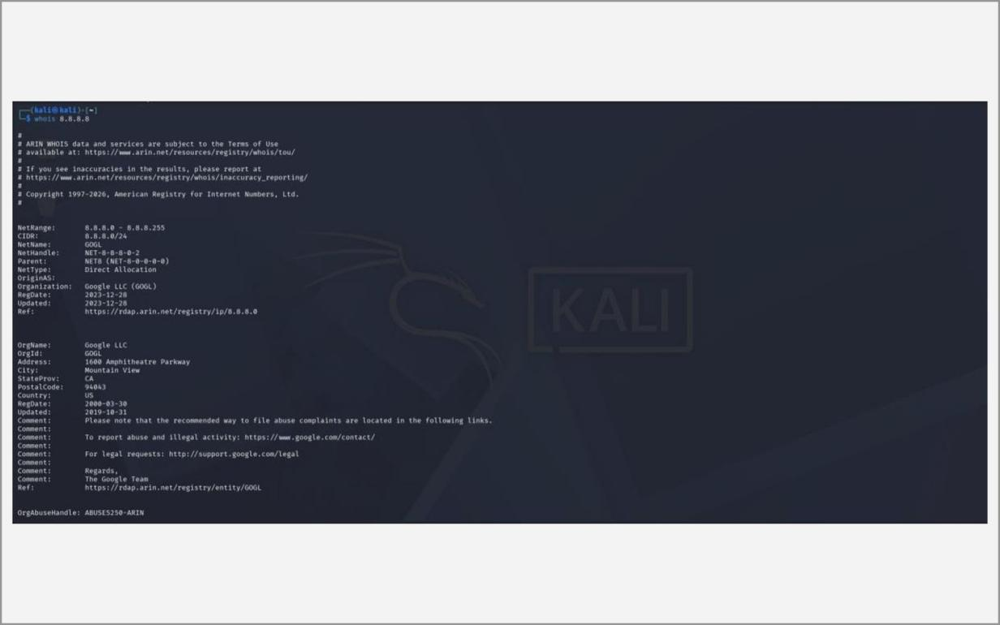 (kali㉿kali)-[~]
$ whois 8.8.8.8
#
# ARIN WHOIS data and services are subject to the Terms of Use
# available at: https://www.arin.net/resources/registry/whois/tou/
#
# If you see inaccuracies in the results, please report at
# https://www.arin.net/resources/registry/whois/inaccuracy_reporting/
#
# Copyright 1997-2026, American Registry for Internet Numbers, Ltd.
#
NetRange: 8.8.8.0 - 8.8.8.255
CIDR: 8.8.8.0/24
NetName: GOGL
NetHandle: NET-8-8-8-0-2
Parent: NET8 (NET-8-0-0-0-0)
NetType: Direct Allocation
OriginAS:
Organization: Google LLC (GOGL)
RegDate: 2023-12-28
Updated: 2023-12-28
Ref: https://rdap.arin.net/registry/ip/8.8.8.0
OrgName: Google LLC
OrgId: GOGL
Address: 1600 Amphitheatre Parkway
City: Mountain View
StateProv: CA
PostalCode: 94043
Country: US
RegDate: 2000-03-30
Updated: 2019-10-31
Comment: Please note that the recommended way to file abuse complaints are located in the following links.
Comment:
Comment: To report abuse and illegal activity: https://www.google.com/contact/
Comment:
Comment: For legal requests: http://support.google.com/legal
Comment:
Comment: Regards,
Comment: The Google Team
Ref: https://rdap.arin.net/registry/entity/GOGL
OrgAbuseHandle: ABUSE5250-ARIN
KALI